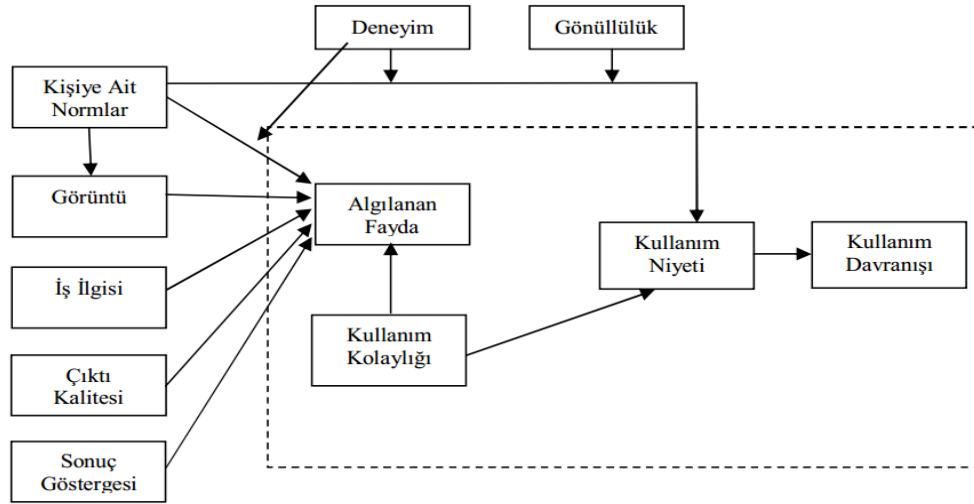 Deneyim
Gönüllülük
Kişiye Ait
Normlar
Görüntü
Algılanan
Fayda
Kullanım
Niyeti
Kullanım
Davranışı
İş İlgisi
Kullanım
Kolaylığı
Çıktı
Kalitesi
Sonuç
Göstergesi